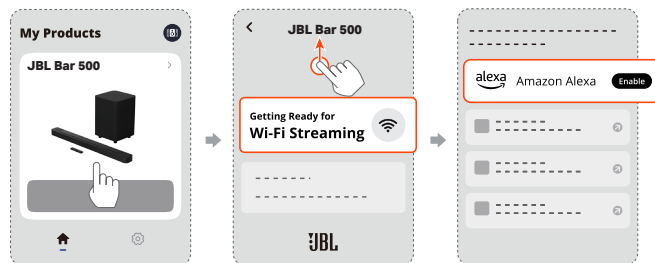 My Products
JBL Bar 500
JBL Bar 500
Getting Ready for
Wi-Fi Streaming
JBL
alexa Amazon Alexa Enable